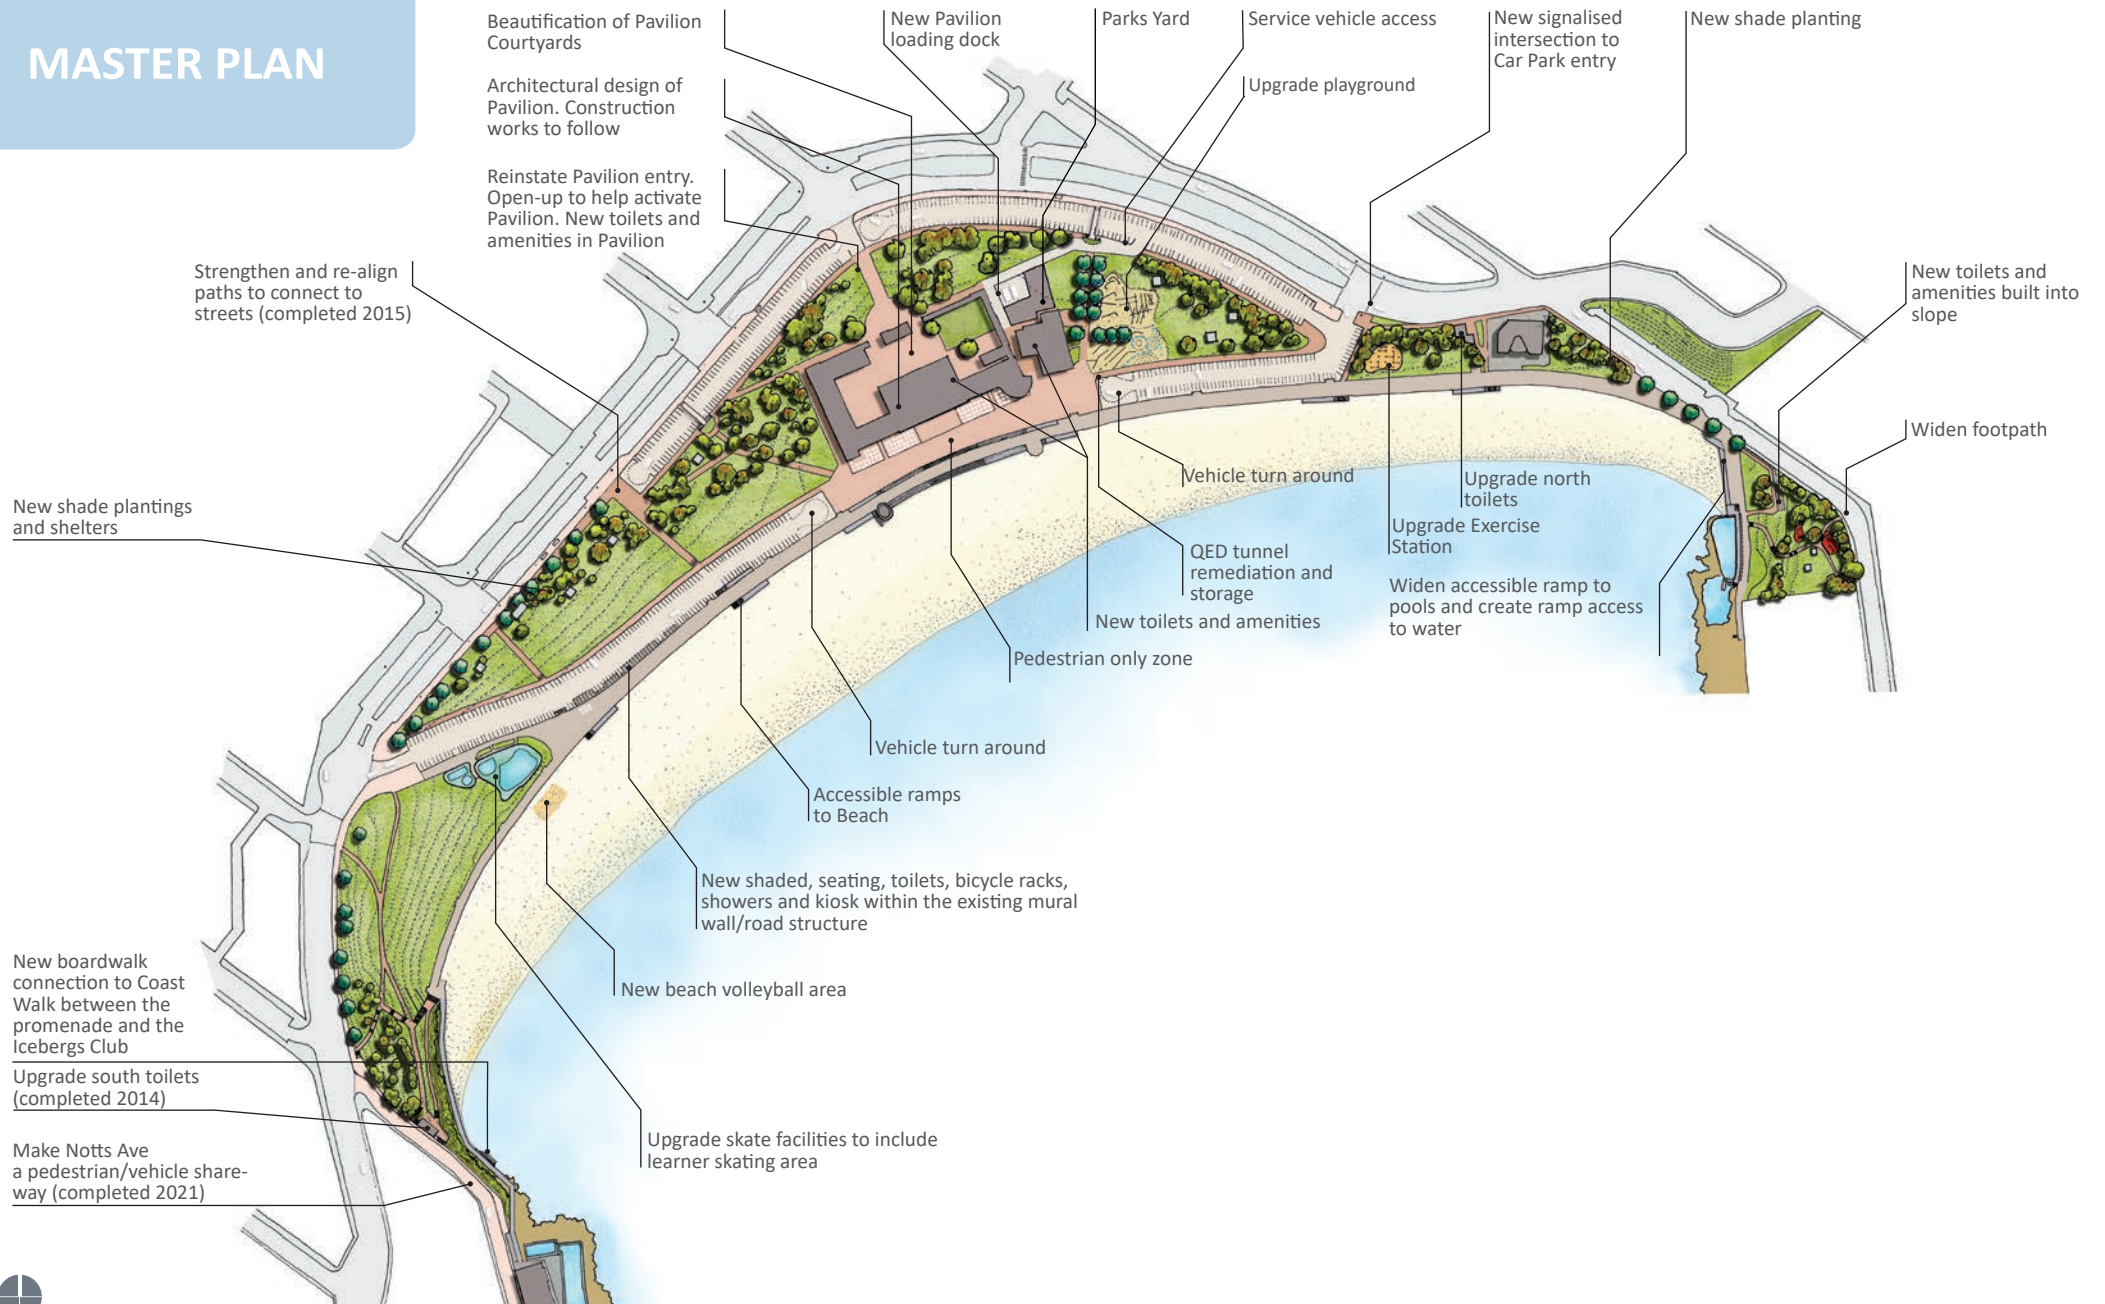 MASTER PLAN
Beautification of Pavilion
Courtyards
Architectural design of
Pavilion. Construction
works to follow
Reinstate Pavilion entry.
Open-up to help activate
Pavilion. New toilets and
amenities in Pavilion
New Pavilion
loading dock
Parks Yard
Service vehicle access
Upgrade playground
New signalised
intersection to
Car Park entry
New shade planting
Strengthen and re-align
paths to connect to
streets (completed 2015)
New toilets and
amenities built into
slope
Widen footpath
New shade plantings
and shelters
Vehicle turn around
Upgrade north
toilets
Upgrade Exercise
Station
QED tunnel
remediation and
storage
Widen accessible ramp to
pools and create ramp access
to water
New toilets and amenities
Pedestrian only zone
Vehicle turn around
Accessible ramps
to Beach
New shaded, seating, toilets, bicycle racks,
showers and kiosk within the existing mural
wall/road structure
New beach volleyball area
New boardwalk
connection to Coast
Walk between the
promenade and the
Icebergs Club
Upgrade south toilets
(completed 2014)
Make Notts Ave
a pedestrian/vehicle share-
way (completed 2021)
Upgrade skate facilities to include
learner skating area